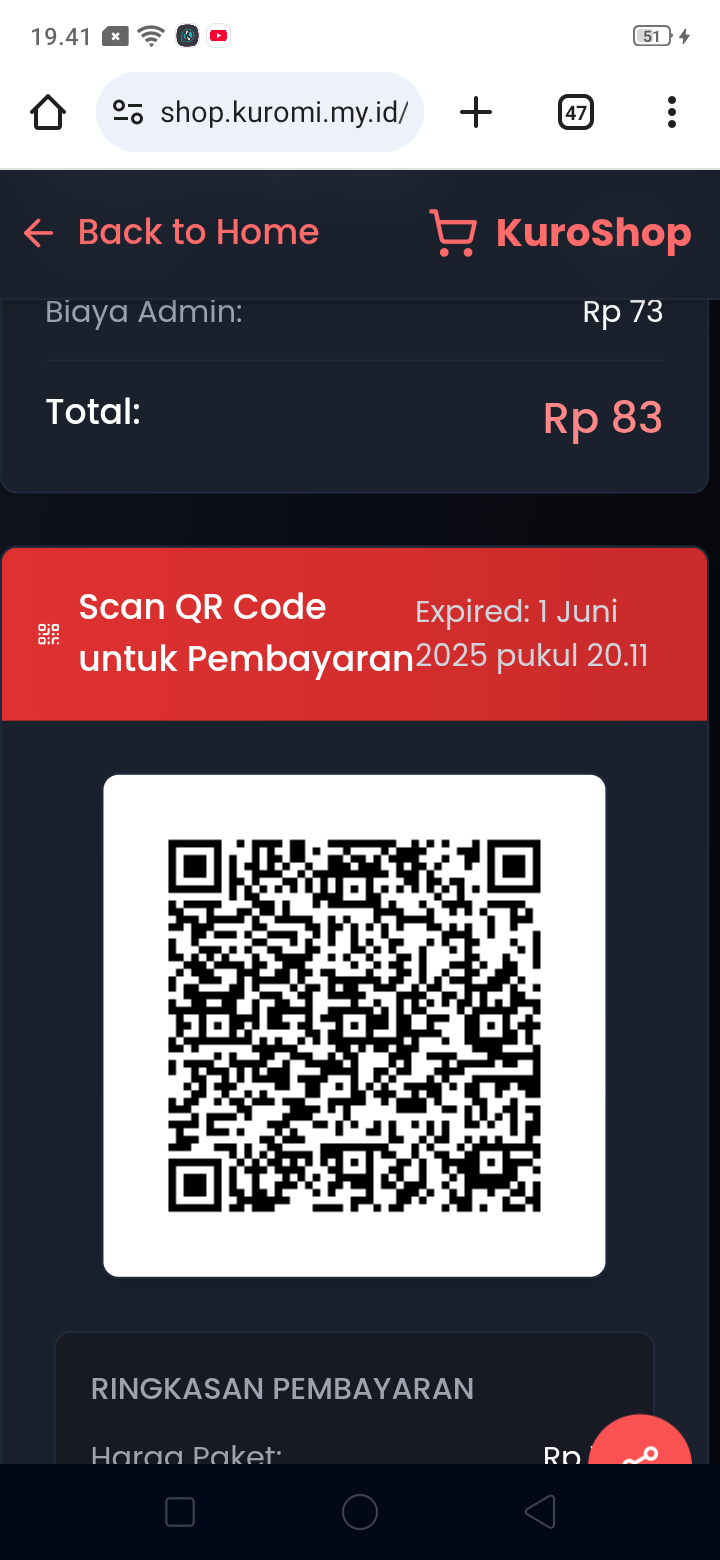 19.41
51
shop.kuromi.my.id/
47
Back to Home
KuroShop
Biaya Admin: Rp 73
Total: Rp 83
Scan QR Code
untuk Pembayaran
Expired: 1 Juni
2025 pukul 20.11
RINGKASAN PEMBAYARAN
Harga Paket: Rp